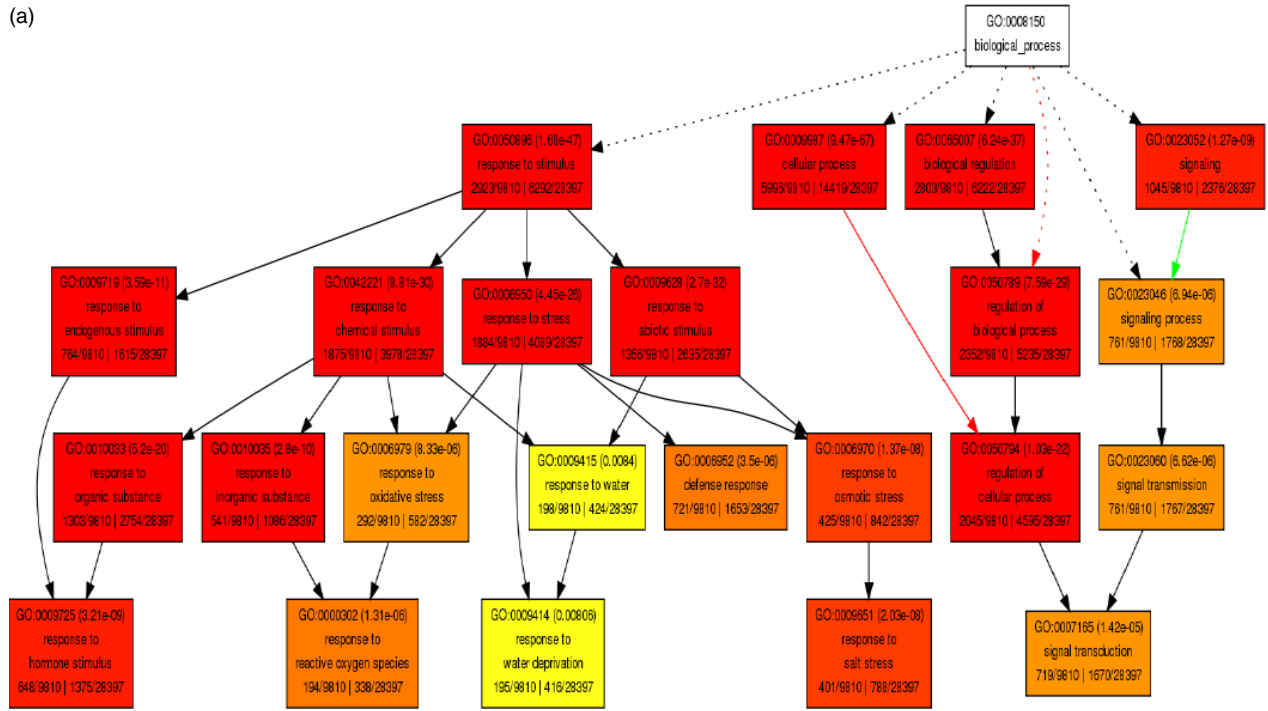 (a)
GO:0008150
biological_process
GO:0050896 (1.68e-47)
response to stimulus
2923/9810 | 6292/28397
GO:0009987 (9.47e-67)
cellular process
5996/9810 | 14419/28397
GO:0065007 (6.24e-37)
biological regulation
2803/9810 | 6222/28397
GO:0023052 (1.27e-09)
signaling
1045/9810 | 2376/28397
GO:0009719 (3.59e-11)
response to
endogenous stimulus
764/9810 | 1615/28397
GO:0042221 (8.81e-30)
response to
chemical stimulus
1875/9810 | 3978/28397
GO:0006950 (4.45e-26)
response to stress
1884/9810 | 4089/28397
GO:0009628 (2.7e-32)
response to
abiotic stimulus
1356/9810 | 2635/28397
GO:0050789 (7.59e-29)
regulation of
biological process
2352/9810 | 5235/28397
GO:0023046 (6.94e-06)
signaling process
761/9810 | 1768/28397
GO:0010033 (5.2e-20)
response to
organic substance
1303/9810 | 2754/28397
GO:0010035 (2.8e-10)
response to
inorganic substance
541/9810 | 1086/28397
GO:0006979 (8.33e-06)
response to
oxidative stress
292/9810 | 582/28397
GO:0009415 (0.0084)
response to water
198/9810 | 424/28397
GO:0006952 (3.5e-06)
defense response
721/9810 | 1653/28397
GO:0006970 (1.37e-08)
response to
osmotic stress
425/9810 | 842/28397
GO:0050794 (1.03e-22)
regulation of
cellular process
2045/9810 | 4595/28397
GO:0023060 (6.62e-06)
signal transmission
761/9810 | 1767/28397
GO:0009725 (3.21e-09)
response to
hormone stimulus
648/9810 | 1375/28397
GO:0000302 (1.31e-06)
response to
reactive oxygen species
194/9810 | 338/28397
GO:0009414 (0.00806)
response to
water deprivation
195/9810 | 416/28397
GO:0009651 (2.03e-08)
response to
salt stress
401/9810 | 788/28397
GO:0007165 (1.42e-05)
signal transduction
719/9810 | 1670/28397